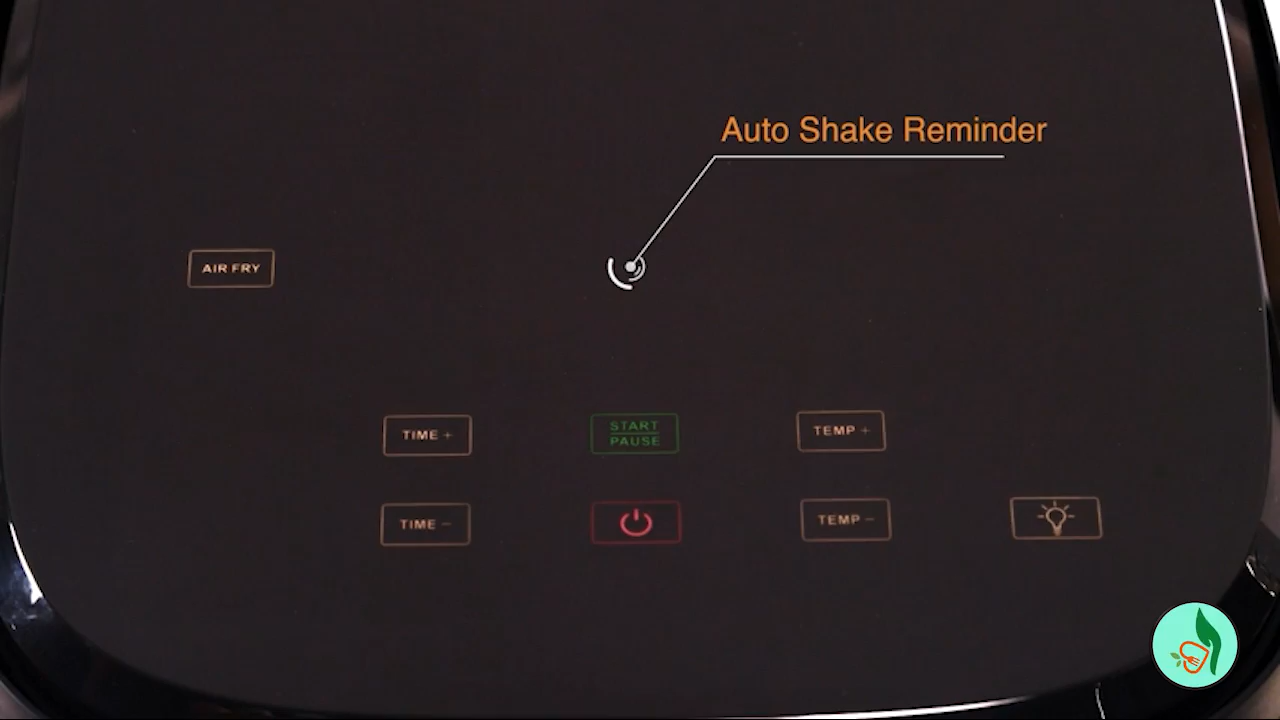 Auto Shake Reminder
AIR FRY
TIME +
START
PAUSE
TEMP +
TIME -
TEMP -